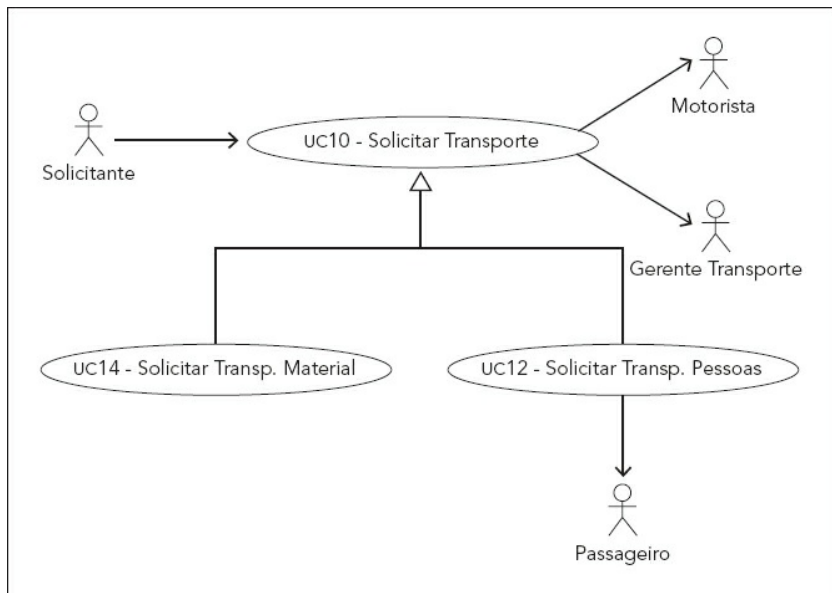 Motorista
Solicitante
UC10 - Solicitar Transporte
Gerente Transporte
UC14 - Solicitar Transp. Material
UC12 - Solicitar Transp. Pessoas
Passageiro